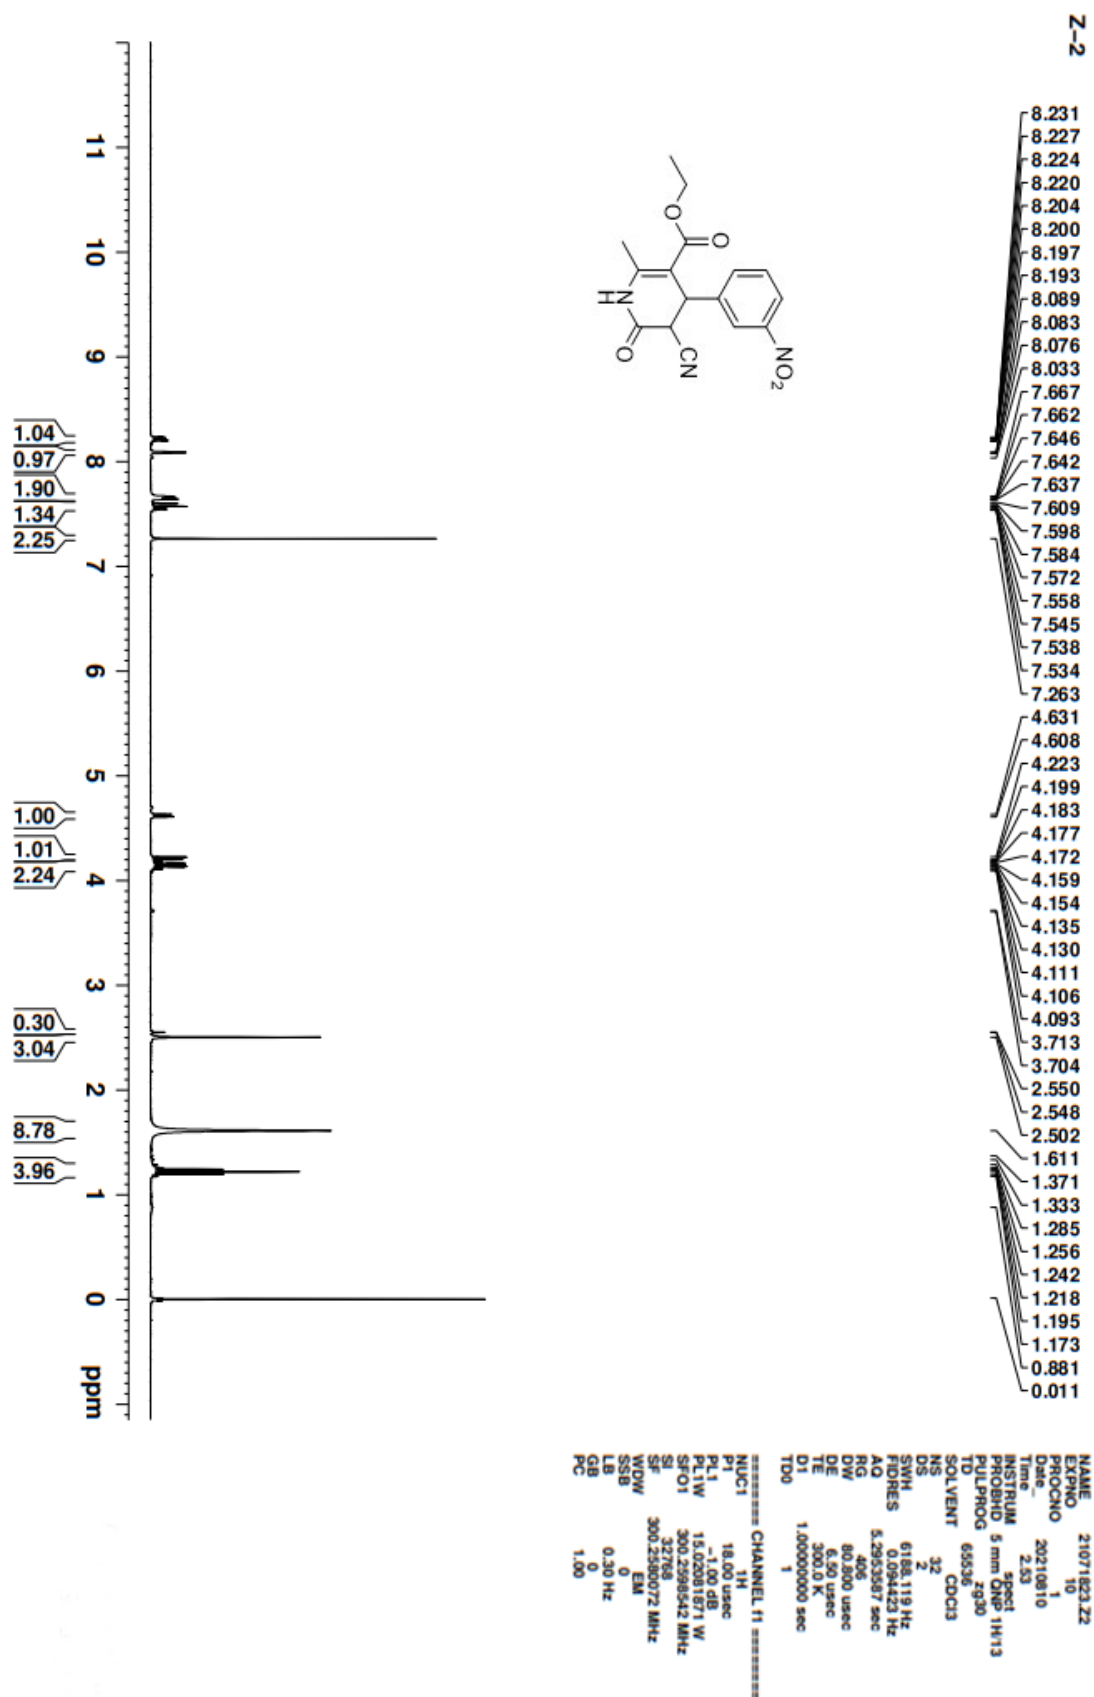 Z-2
8.231
8.227
8.224
8.220
8.204
8.200
8.197
8.193
8.089
8.083
8.076
8.033
7.667
7.662
7.646
7.642
7.637
7.609
7.598
7.584
7.572
7.558
7.545
7.538
7.534
7.263
4.631
4.608
4.223
4.199
4.183
4.177
4.172
4.159
4.154
4.135
4.130
4.111
4.106
4.093
3.713
3.704
2.550
2.548
2.502
1.611
1.371
1.333
1.285
1.256
1.242
1.218
1.195
1.173
0.881
0.011
O
O
N
H
O
CN
NO2
11
10
9
8
7
6
5
4
3
2
1
0
ppm
1.04
0.97
1.90
1.34
2.25
1.00
1.01
2.24
0.30
3.04
8.78
3.96
NAME 21071823.Z2
EXPNO 10
PROCNO 1
Date_ 20210810
Time 2.53
INSTRUM spect
PROBHD 5 mm QNP 1H/13
PULPROG zg30
TD 65536
SOLVENT CDCl3
NS 32
DS 2
SWH 6188.119 Hz
FIDRES 0.094423 Hz
AQ 5.2953587 sec
RG 406
DW 80.800 usec
DE 6.50 usec
TE 300.0 K
D1 1.00000000 sec
TD0 1
======== CHANNEL f1 ========
NUC1 1H
P1 18.00 usec
PL1 -1.00 dB
PL1W 15.02081871 W
SFO1 300.2598542 MHz
SI 32768
SF 300.2580072 MHz
WDW EM
SSB 0
LB 0.30 Hz
GB 0
PC 1.00